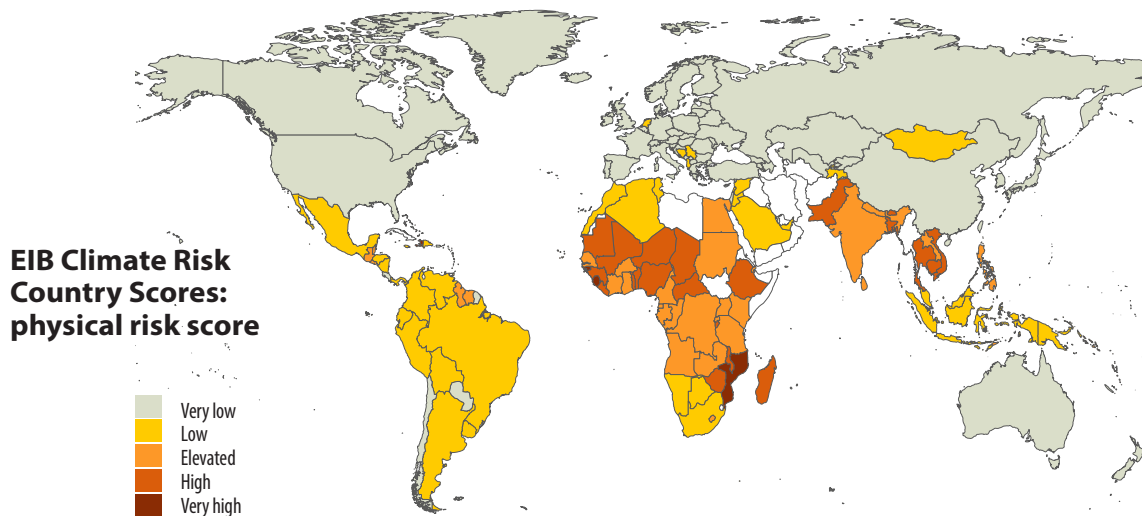 EIB Climate Risk
Country Scores:
physical risk score
Very low
Low
Elevated
High
Very high